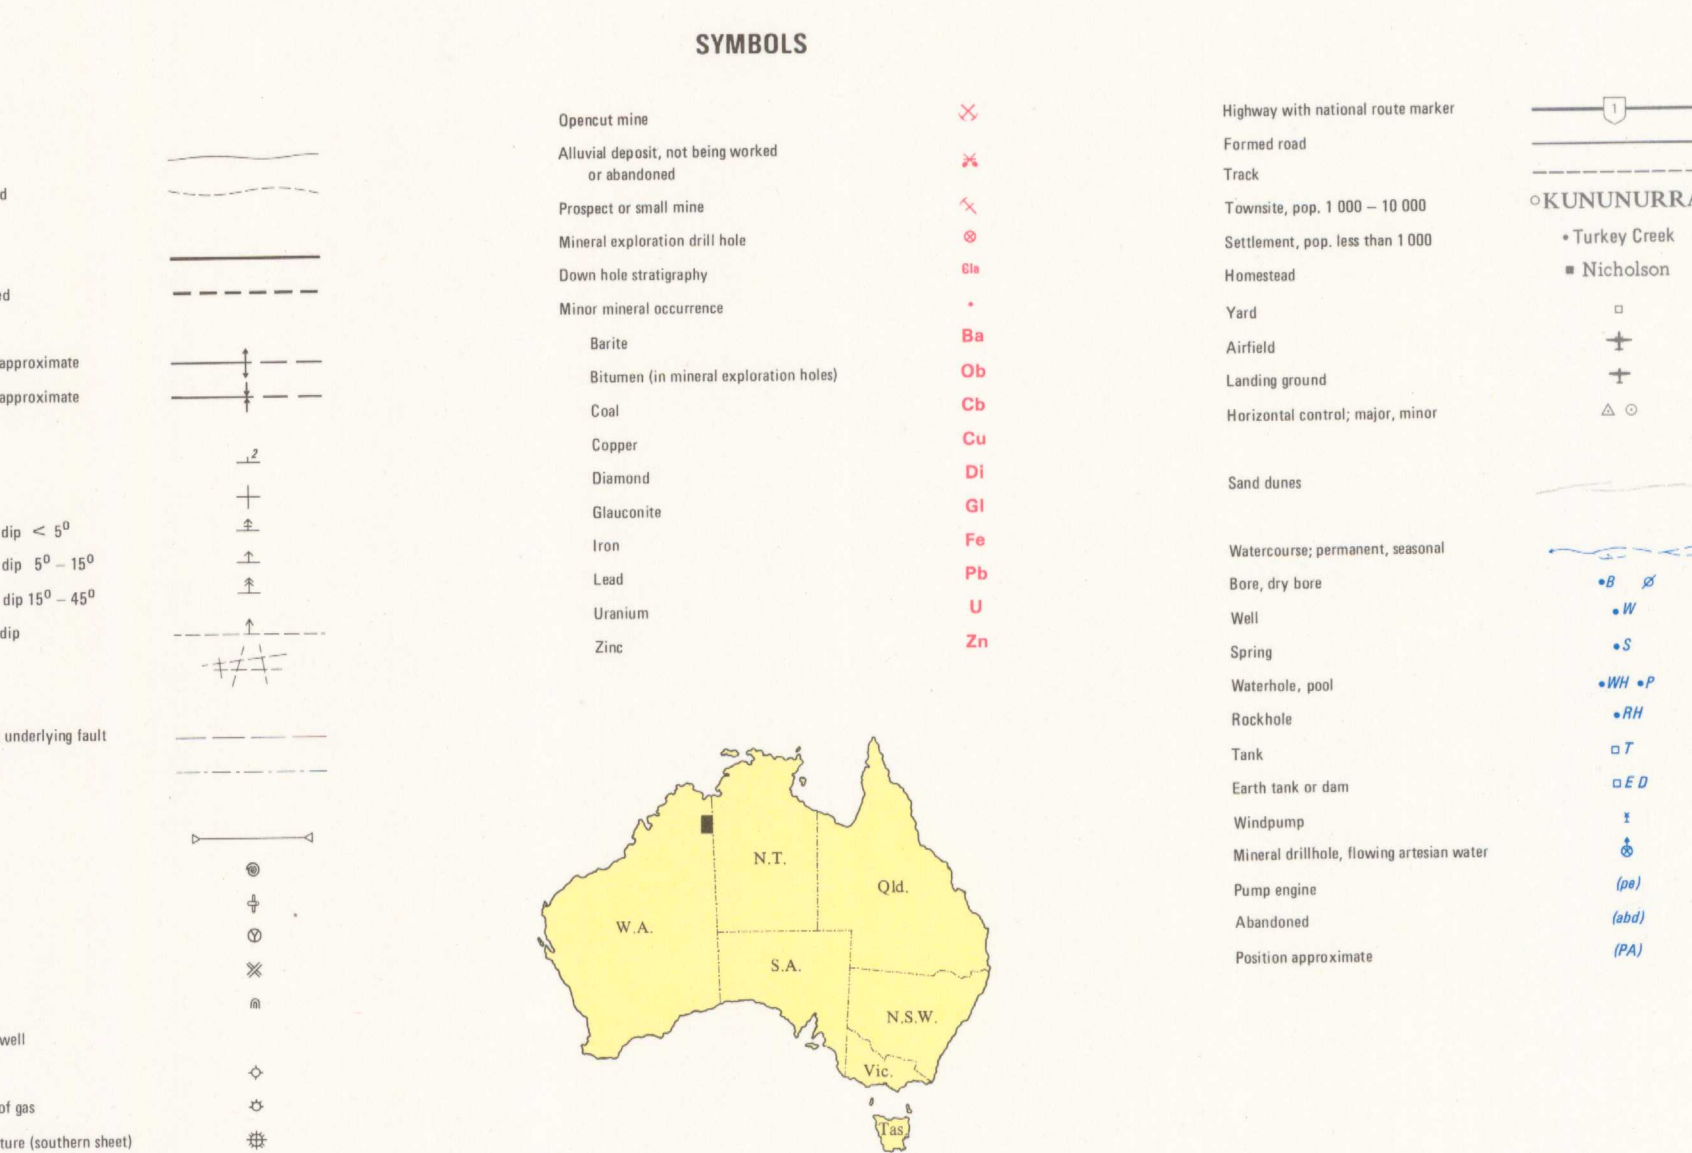 SYMBOLS
d
ed
approximate
approximate
2
dip < 5⁰
dip 5⁰ – 15⁰
dip 15⁰ – 45⁰
dip
underlying fault
well
of gas
ture (southern sheet)
Opencut mine
Alluvial deposit, not being worked
or abandoned
Prospect or small mine
Mineral exploration drill hole
Down hole stratigraphy
Minor mineral occurrence
Barite Ba
Bitumen (in mineral exploration holes) Ob
Coal Cb
Copper Cu
Diamond Di
Glauconite Gl
Iron Fe
Lead Pb
Uranium U
Zinc Zn
N.T.
Qld.
W.A.
S.A.
N.S.W.
Vic.
Tas.
Highway with national route marker 1
Formed road
Track
Townsite, pop. 1 000 – 10 000 KUNUNURRA
Settlement, pop. less than 1 000 Turkey Creek
Homestead Nicholson
Yard
Airfield
Landing ground
Horizontal control; major, minor
Sand dunes
Watercourse; permanent, seasonal
Bore, dry bore B
Well W
Spring S
Waterhole, pool WH P
Rockhole RH
Tank T
Earth tank or dam E D
Windpump
Mineral drillhole, flowing artesian water
Pump engine (pe)
Abandoned (abd)
Position approximate (PA)